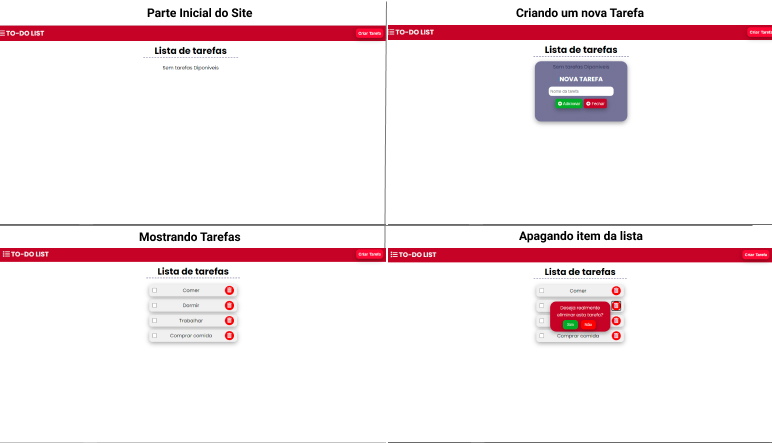 Parte Inicial do Site
TO-DO LIST
Criar Tarefa
Lista de tarefas
Sem tarefas Diponíveis
Criando um nova Tarefa
TO-DO LIST
Criar Tarefa
Lista de tarefas
Sem tarefas Diponíveis
NOVA TAREFA
Nome da tarefa
Adicionar
Fechar
Mostrando Tarefas
TO-DO LIST
Criar Tarefa
Lista de tarefas
Comer
Dormir
Trabalhar
Comprar comida
Apagando item da lista
TO-DO LIST
Criar Tarefa
Lista de tarefas
Comer
Deseja realmente
eliminar esta tarefa?
Sim
Não
Comprar comida